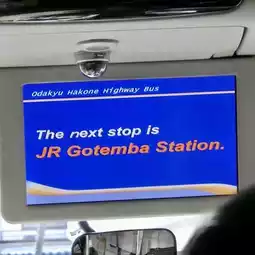 Odakyu Hakone Highway Bus
The next stop is
JR Gotemba Station.